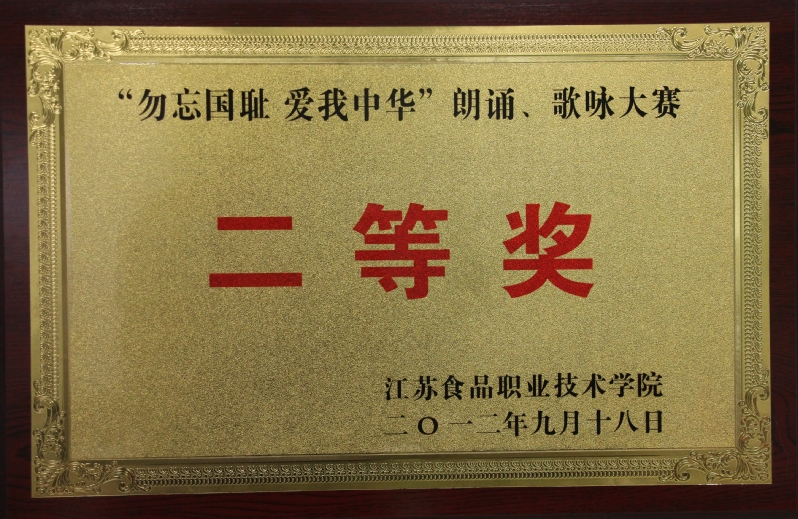 “勿忘国耻 爱我中华”朗诵、歌咏大赛
二等奖
江苏食品职业技术学院
二〇一二年九月十八日